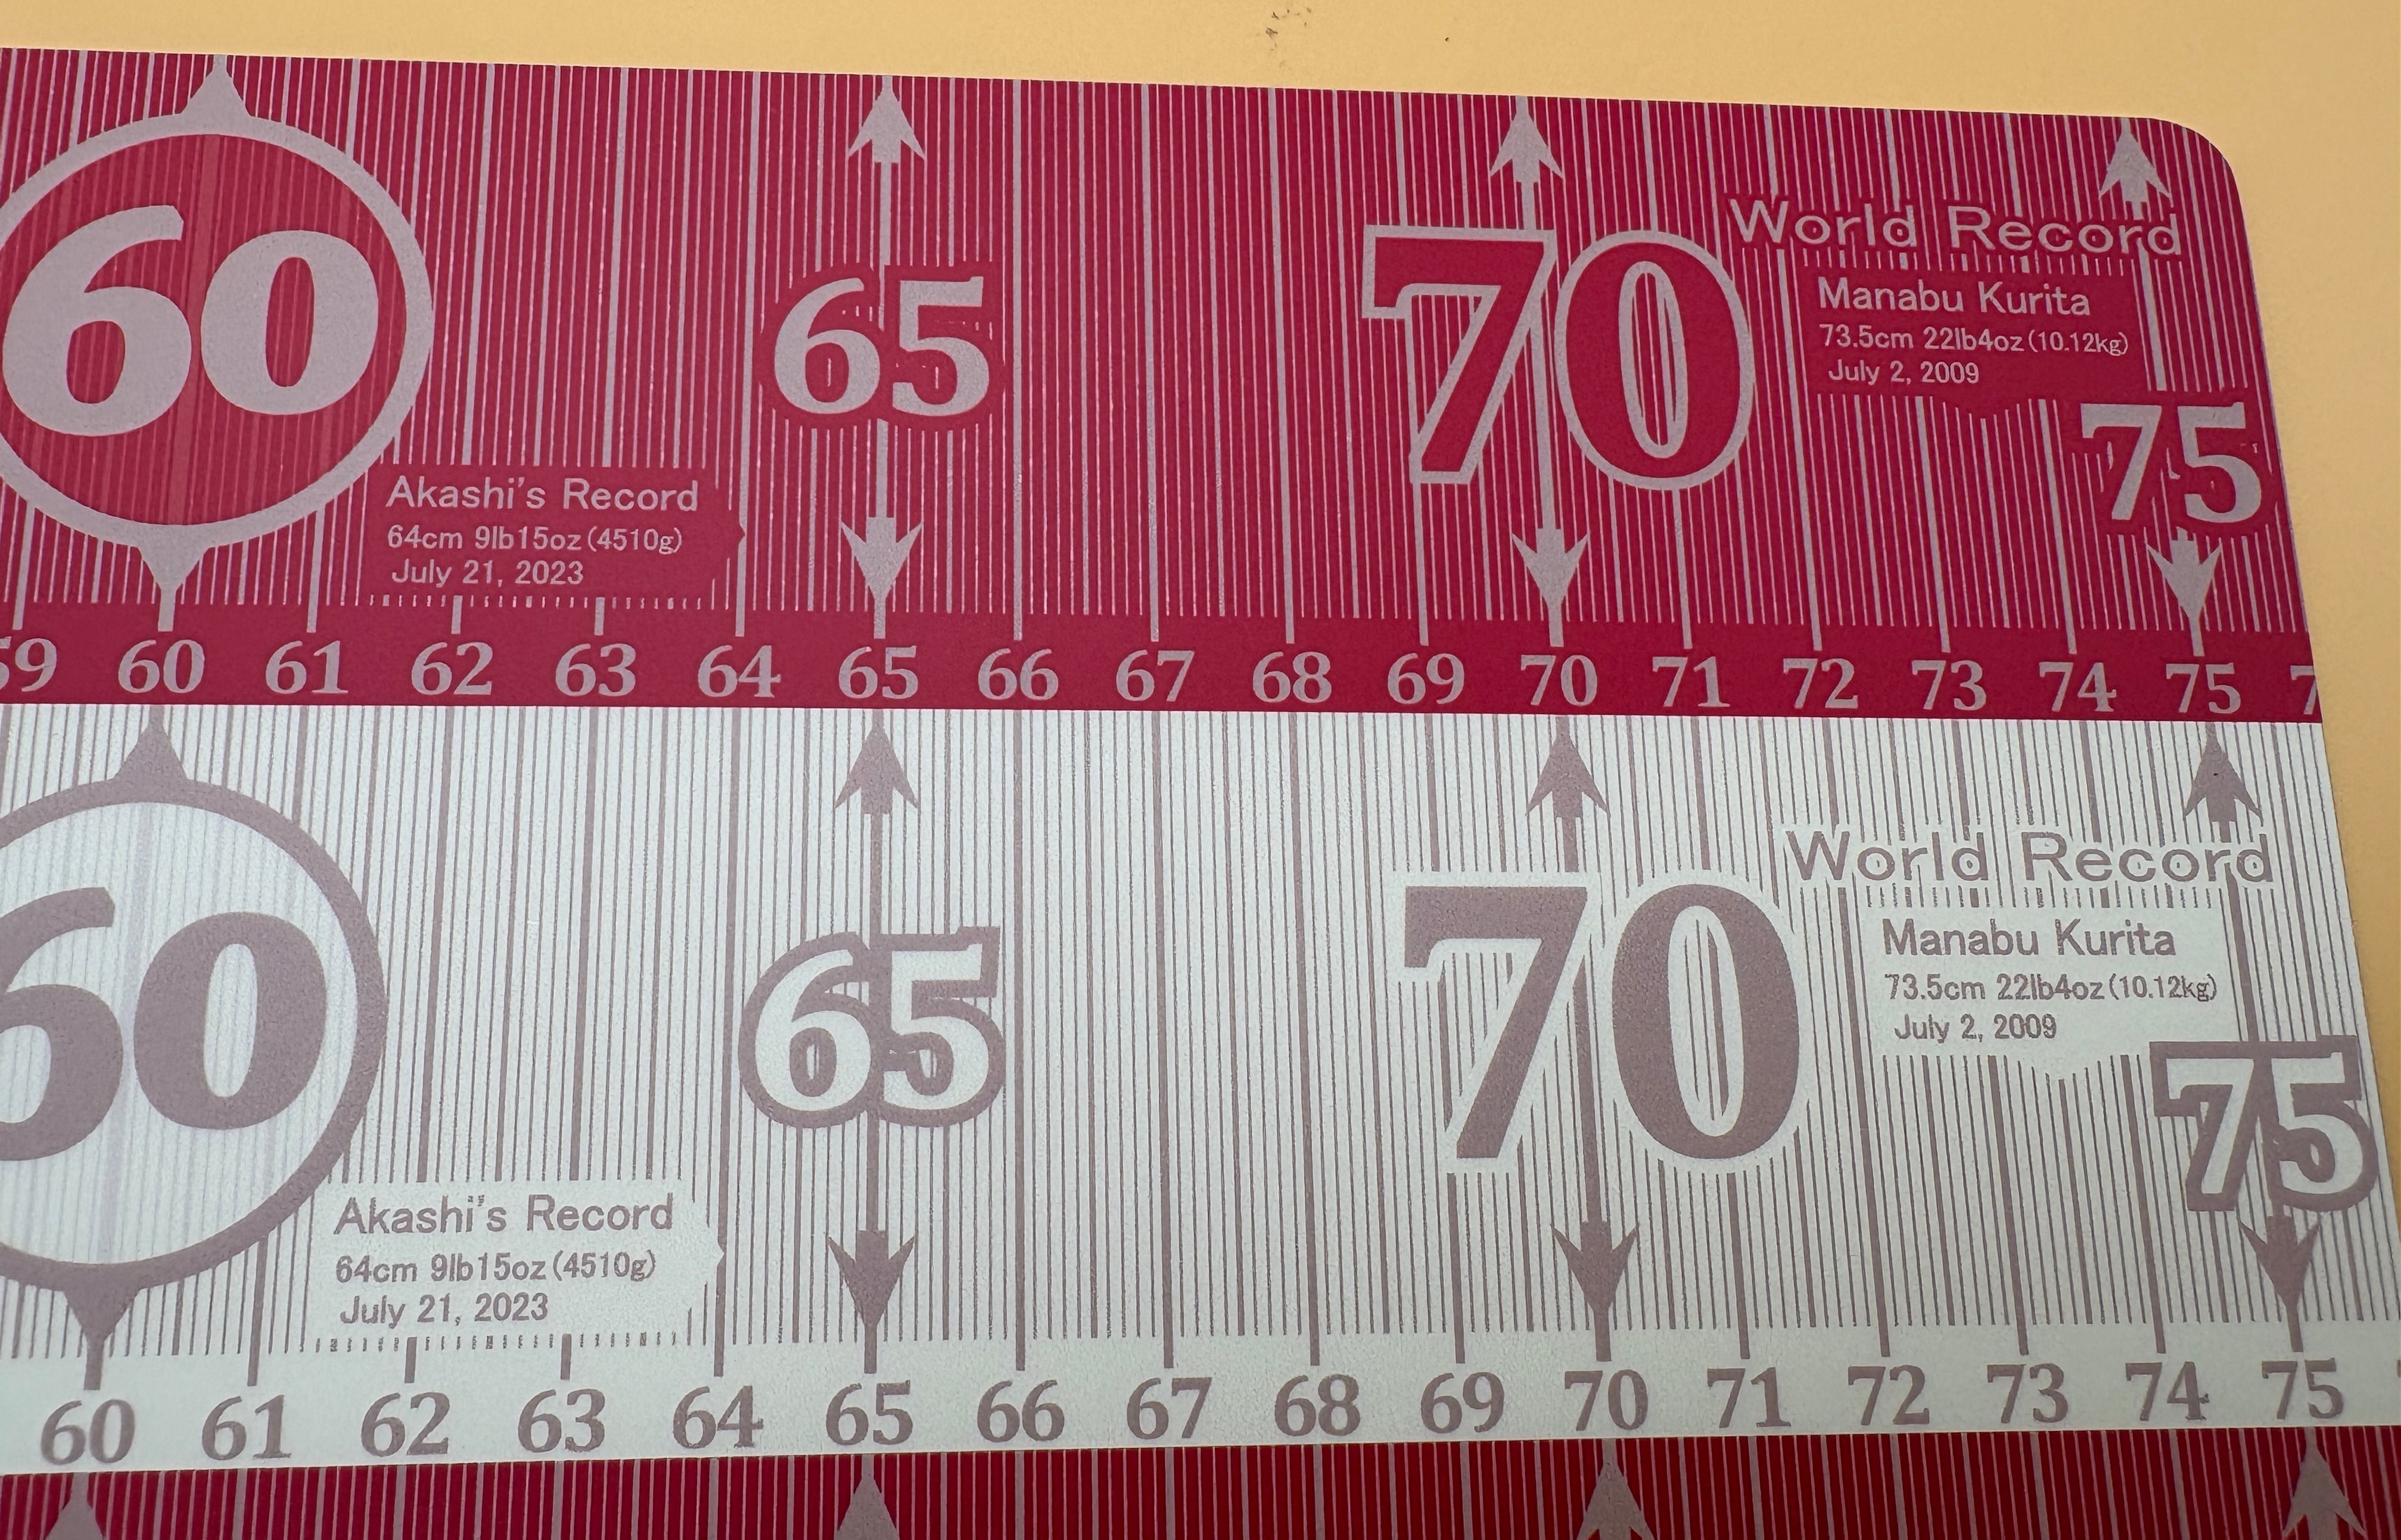 60
65
70
World Record
Manabu Kurita
73.5cm 22lb4oz(10.12kg)
July 2, 2009
75
Akashi's Record
64cm 9lb15oz(4510g)
July 21, 2023
59 60 61 62 63 64 65 66 67 68 69 70 71 72 73 74 75 7
60
65
70
World Record
Manabu Kurita
73.5cm 22lb4oz(10.12kg)
July 2, 2009
75
Akashi's Record
64cm 9lb15oz(4510g)
July 21, 2023
60 61 62 63 64 65 66 67 68 69 70 71 72 73 74 75